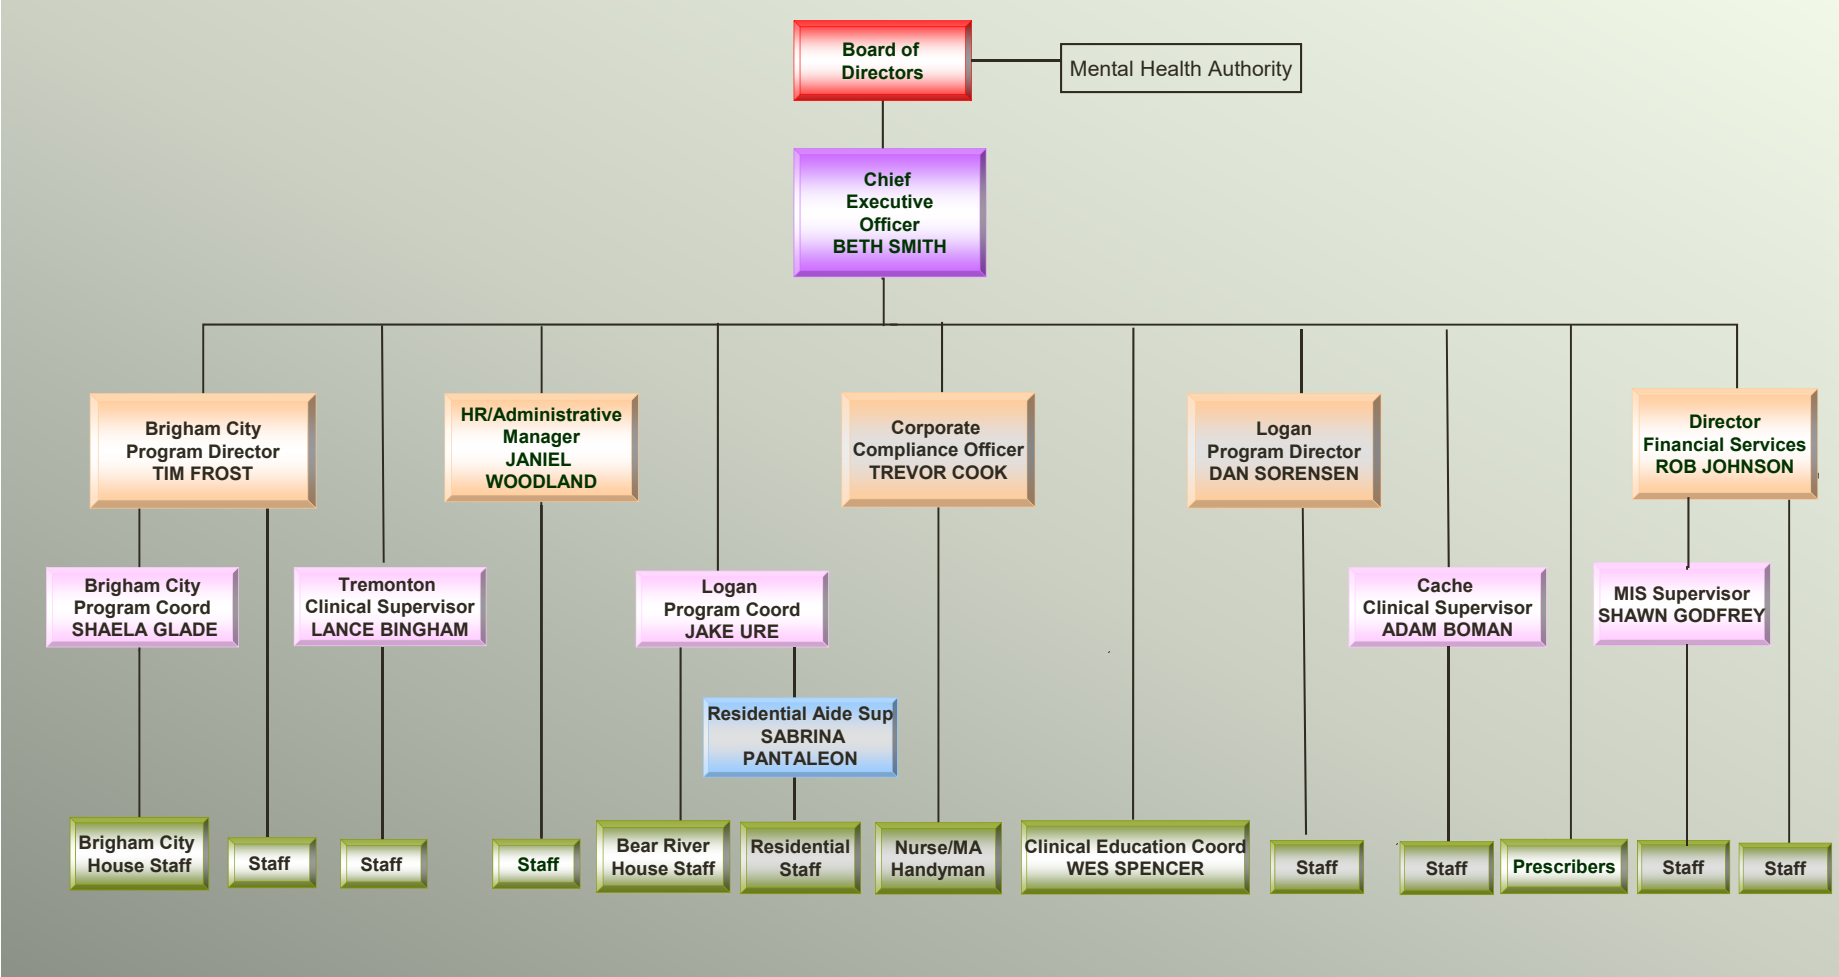 Board of
Directors
Mental Health Authority
Chief
Executive
Officer
BETH SMITH
Brigham City
Program Director
TIM FROST
HR/Administrative
Manager
JANIEL
WOODLAND
Corporate
Compliance Officer
TREVOR COOK
Logan
Program Director
DAN SORENSEN
Director
Financial Services
ROB JOHNSON
Brigham City
Program Coord
SHAELA GLADE
Tremonton
Clinical Supervisor
LANCE BINGHAM
Logan
Program Coord
JAKE URE
Cache
Clinical Supervisor
ADAM BOMAN
MIS Supervisor
SHAWN GODFREY
Residential Aide Sup
SABRINA
PANTALEON
Brigham City
House Staff
Staff
Staff
Staff
Bear River
House Staff
Residential
Staff
Nurse/MA
Handyman
Clinical Education Coord
WES SPENCER
Staff
Staff
Prescribers
Staff
Staff